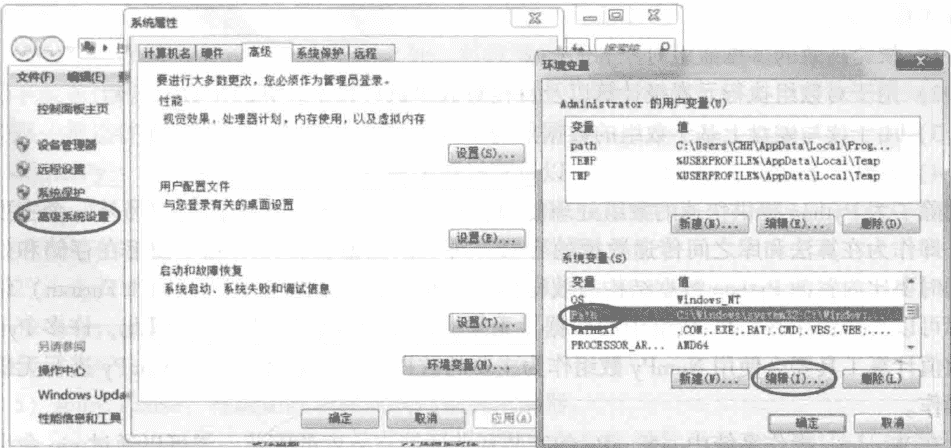 系统属性
文件(F) 编辑(E)
控制面板主页
设备管理器
远程设置
系统保护
高级系统设置
另请参阅
操作中心
Windows Upda
性能信息和工具
计算机名 硬件 高级 系统保护 远程
要进行大多数更改，您必须作为管理员登录。
性能
视觉效果，处理器计划，内存使用，以及虚拟内存
设置(S)...
用户配置文件
与您登录有关的桌面设置
设置(E)...
启动和故障恢复
系统启动、系统失败和调试信息
设置(T)...
环境变量(N)...
确定 取消 应用(A)
环境变量
Administrator 的用户变量(U)
变量 值
path C:\Users\CHH\AppData\Local\Prog...
TEMP %USERPROFILE%\AppData\Local\Temp
TMP %USERPROFILE%\AppData\Local\Temp
新建(N)... 编辑(E)... 删除(D)
系统变量(S)
变量 值
OS Windows_NT
Path C:\Windows\system32;C:\Window...
PATHEXT .COM;.EXE;.BAT;.CMD;.VBS;.VBE;....
PROCESSOR_AR... AMD64
新建(W)... 编辑(I)... 删除(L)
确定 取消